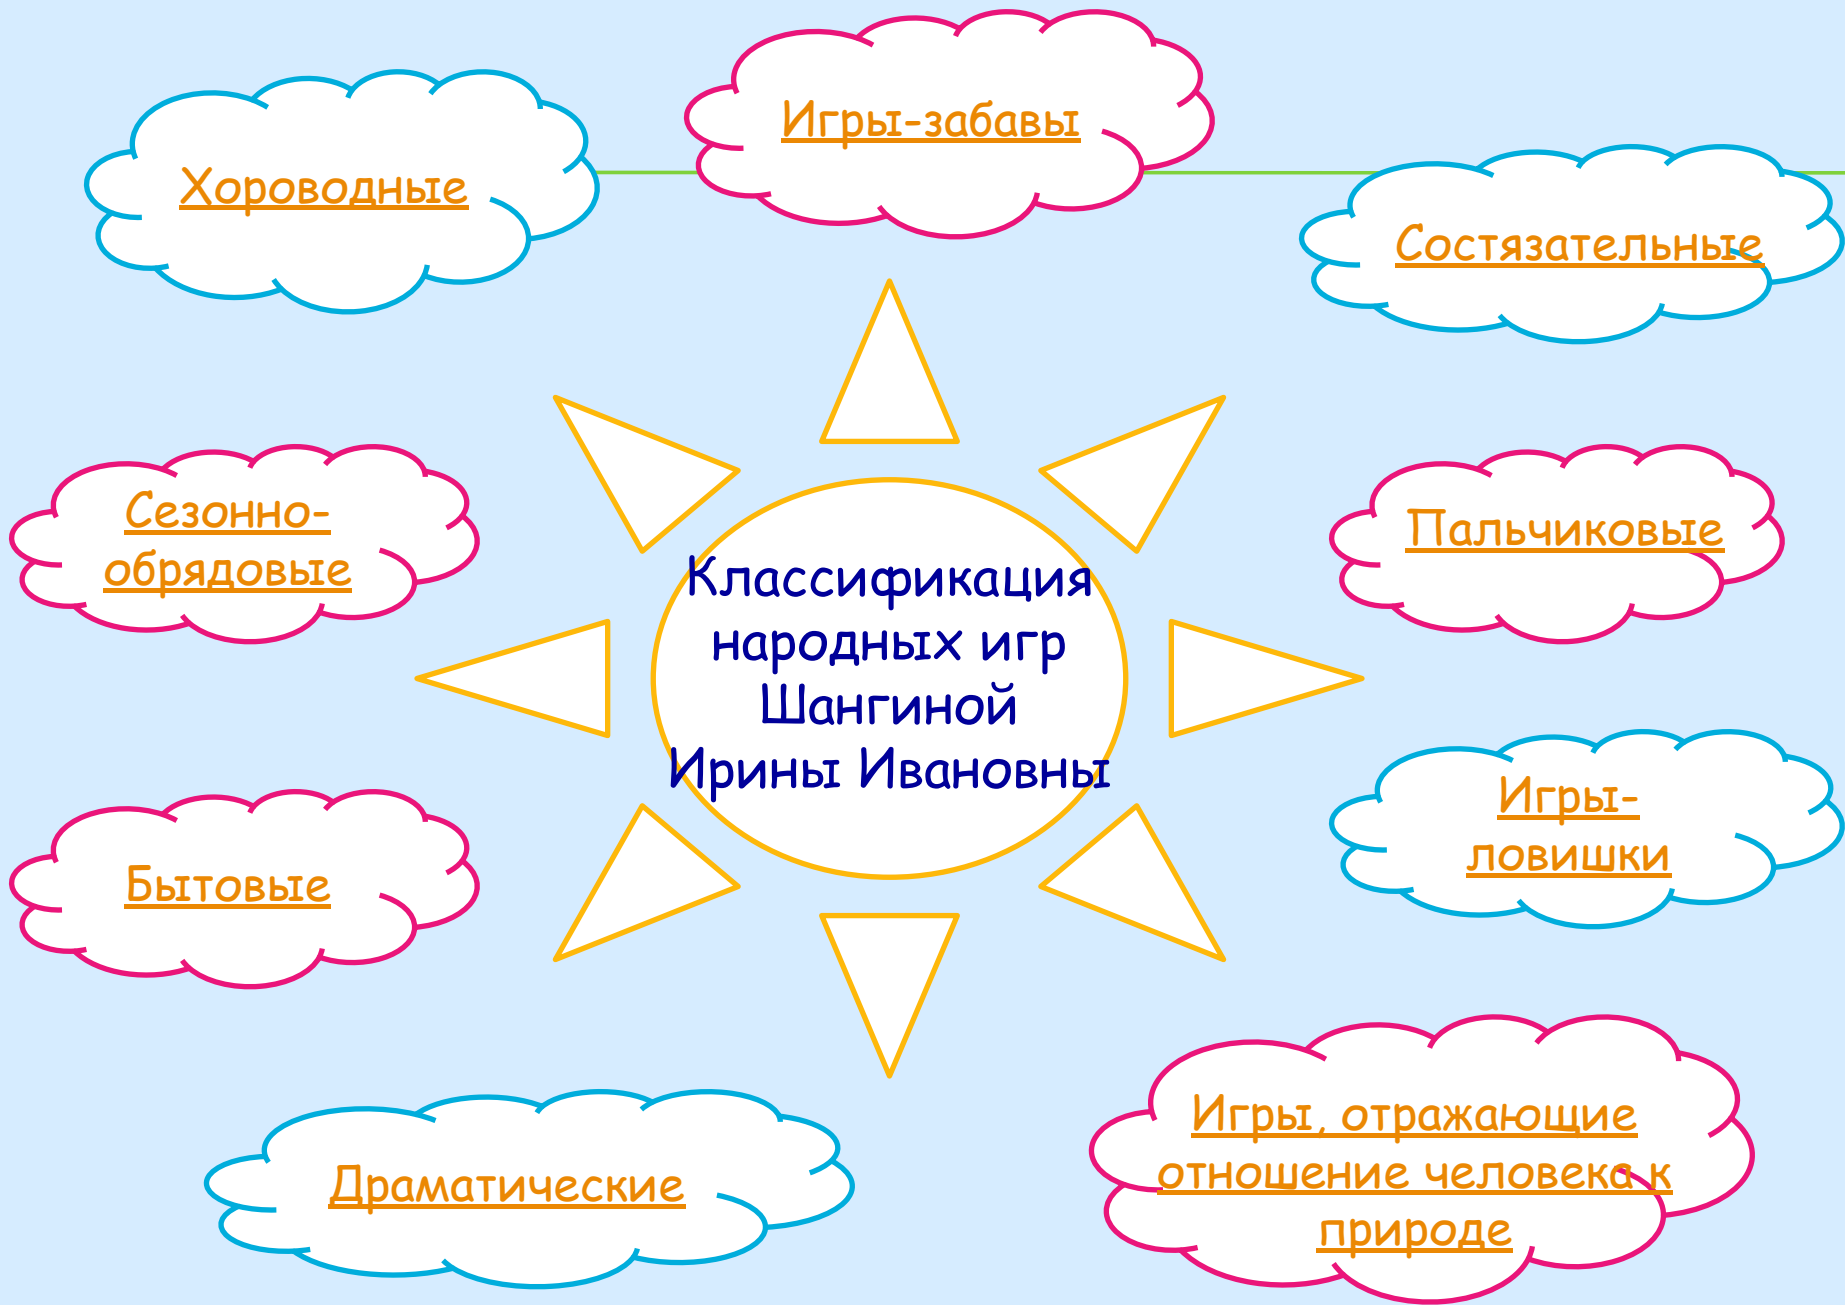 Игры-забавы
Хороводные
Состязательные
Сезонно-
обрядовые
Пальчиковые
Классификация
народных игр
Шангиной
Ирины Ивановны
Игры-
ловишки
Бытовые
Игры, отражающие
отношение человека к
природе
Драматические